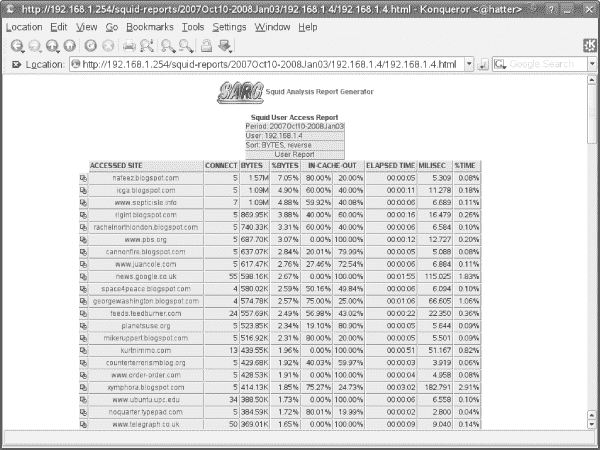 http://192.168.1.254/squid-reports/2007Oct10-2008Jan03/192.168.1.4/192.168.1.4.html - Konqueror <@hatter>
Location Edit View Go Bookmarks Tools Settings Window Help
Location: http://192.168.1.254/squid-reports/2007Oct10-2008Jan03/192.168.1.4/192.168.1.4.html Google Search
SARG Squid Analysis Report Generator
Squid User Access Report
Period: 2007Oct10-2008Jan03
User: 192.168.1.4
Sort: BYTES, reverse
User Report
ACCESSED SITE CONNECT BYTES %BYTES IN-CACHE-OUT ELAPSED TIME MILISEC %TIME
nafeez.blogspot.com 5 1.57M 7.05% 80.00% 20.00% 00:00:05 5.309 0.08%
icga.blogspot.com 5 1.09M 4.90% 60.00% 40.00% 00:00:11 11.278 0.18%
www.septicisle.info 7 1.09M 4.88% 59.92% 40.08% 00:00:06 6.689 0.11%
rigint.blogspot.com 5 869.95K 3.88% 40.00% 60.00% 00:00:16 16.479 0.26%
rachelnorthlondon.blogspot.com 5 740.33K 3.31% 60.00% 40.00% 00:00:06 6.584 0.10%
www.pbs.org 5 687.70K 3.07% 0.00% 100.00% 00:00:12 12.727 0.20%
cannonfire.blogspot.com 5 637.07K 2.84% 20.01% 79.99% 00:00:05 5.088 0.08%
www.juancole.com 5 617.47K 2.76% 27.46% 72.54% 00:00:06 6.884 0.11%
news.google.co.uk 55 598.16K 2.67% 0.00% 100.00% 00:01:55 115.025 1.83%
space4peace.blogspot.com 4 580.02K 2.59% 50.16% 49.84% 00:00:06 6.094 0.10%
georgewashington.blogspot.com 4 574.78K 2.57% 75.00% 25.00% 00:01:06 66.605 1.06%
feeds.feedburner.com 24 557.69K 2.49% 56.98% 43.02% 00:00:22 22.350 0.36%
planetsuse.org 5 523.85K 2.34% 19.10% 80.90% 00:00:05 5.644 0.09%
mikeruppert.blogspot.com 5 516.92K 2.31% 80.00% 20.00% 00:00:05 5.501 0.09%
kurtnimmo.com 13 439.55K 1.96% 0.00% 100.00% 00:00:51 51.167 0.82%
counterterrorismblog.org 5 429.68K 1.92% 40.03% 59.97% 00:00:03 3.919 0.06%
www.order-order.com 5 428.53K 1.91% 0.00% 100.00% 00:00:04 4.958 0.08%
xymphora.blogspot.com 5 414.13K 1.85% 75.27% 24.73% 00:03:02 182.791 2.91%
www.ubuntu.upc.edu 34 388.50K 1.73% 0.00% 100.00% 00:00:06 6.558 0.10%
noquarter.typepad.com 5 384.59K 1.72% 80.01% 19.99% 00:00:02 2.800 0.04%
www.telegraph.co.uk 50 369.01K 1.65% 0.00% 100.00% 00:00:09 9.040 0.14%